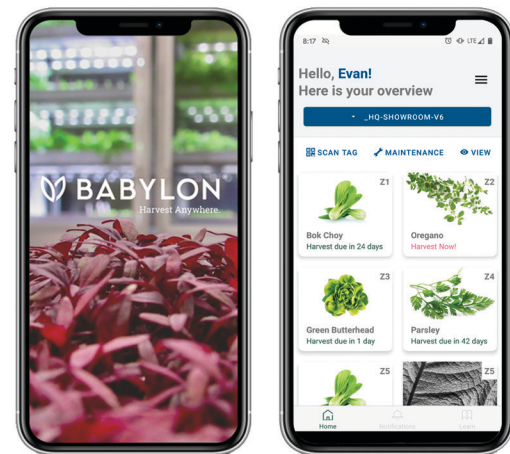 BABYLON
Harvest Anywhere.
8:17
LTE
Hello, Evan!
Here is your overview
_HQ-SHOWROOM-V6
SCAN TAG
MAINTENANCE
VIEW
Z1
Bok Choy
Harvest due in 24 days
Z2
Oregano
Harvest Now!
Z3
Green Butterhead
Harvest due in 1 day
Z4
Parsley
Harvest due in 42 days
Z5
Z5
Home
Notifications
Learn